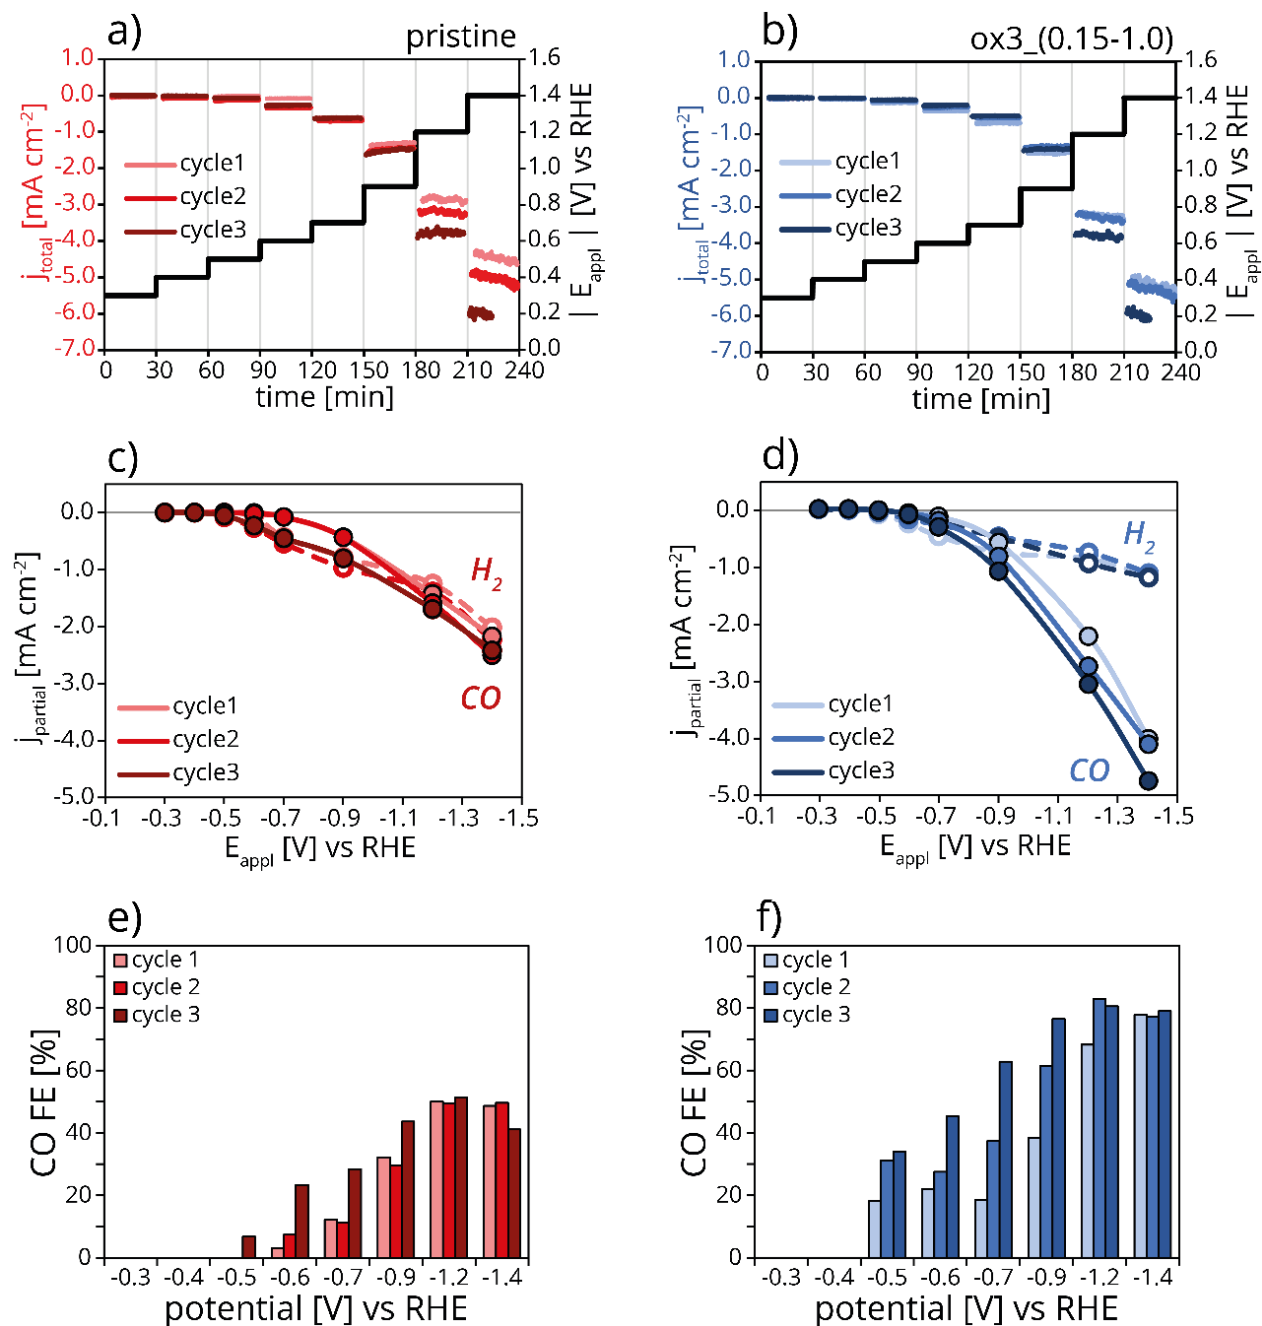 a)
pristine
j_total [mA cm⁻²]
1.0
0.0
-1.0
-2.0
-3.0
-4.0
-5.0
-6.0
-7.0
cycle1
cycle2
cycle3
1.6
1.4
1.2
1.0
0.8
0.6
0.4
0.2
0.0
| E_appl | [V] vs RHE
0 30 60 90 120 150 180 210 240
time [min]
b)
ox3_(0.15-1.0)
j_total [mA cm⁻²]
1.0
0.0
-1.0
-2.0
-3.0
-4.0
-5.0
-6.0
-7.0
cycle1
cycle2
cycle3
1.6
1.4
1.2
1.0
0.8
0.6
0.4
0.2
0.0
| E_appl | [V] vs RHE
0 30 60 90 120 150 180 210 240
time [min]
c)
j_partial [mA cm⁻²]
0.0
-1.0
-2.0
-3.0
-4.0
-5.0
H₂
CO
cycle1
cycle2
cycle3
-0.1 -0.3 -0.5 -0.7 -0.9 -1.1 -1.3 -1.5
E_appl [V] vs RHE
d)
j_partial [mA cm⁻²]
0.0
-1.0
-2.0
-3.0
-4.0
-5.0
H₂
CO
cycle1
cycle2
cycle3
-0.1 -0.3 -0.5 -0.7 -0.9 -1.1 -1.3 -1.5
E_appl [V] vs RHE
e)
CO FE [%]
100
80
60
40
20
0
cycle 1
cycle 2
cycle 3
-0.3 -0.4 -0.5 -0.6 -0.7 -0.9 -1.2 -1.4
potential [V] vs RHE
f)
CO FE [%]
100
80
60
40
20
0
cycle 1
cycle 2
cycle 3
-0.3 -0.4 -0.5 -0.6 -0.7 -0.9 -1.2 -1.4
potential [V] vs RHE